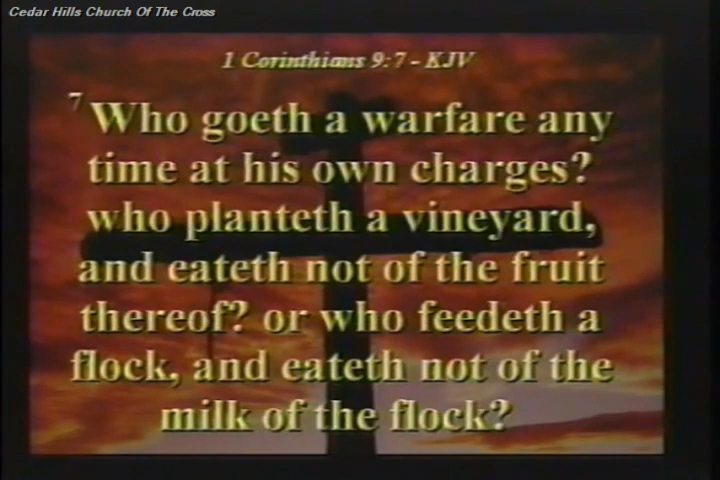 Cedar Hills Church Of The Cross
1 Corinthians 9:7 - KJV
7 Who goeth a warfare any
time at his own charges?
who planteth a vineyard,
and eateth not of the fruit
thereof? or who feedeth a
flock, and eateth not of the
milk of the flock?